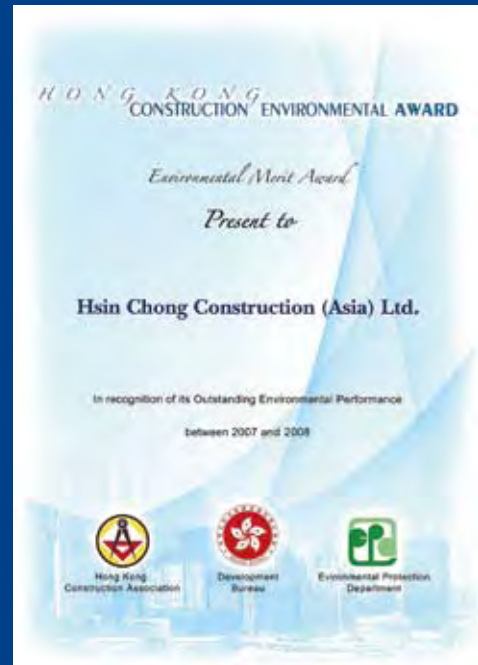 HONG KONG
CONSTRUCTION ENVIRONMENTAL AWARD
Environmental Merit Award
Present to
Hsin Chong Construction (Asia) Ltd.
In recognition of its Outstanding Environmental Performance
between 2007 and 2008
Hong Kong
Construction Association
Development
Bureau
Environmental Protection
Department